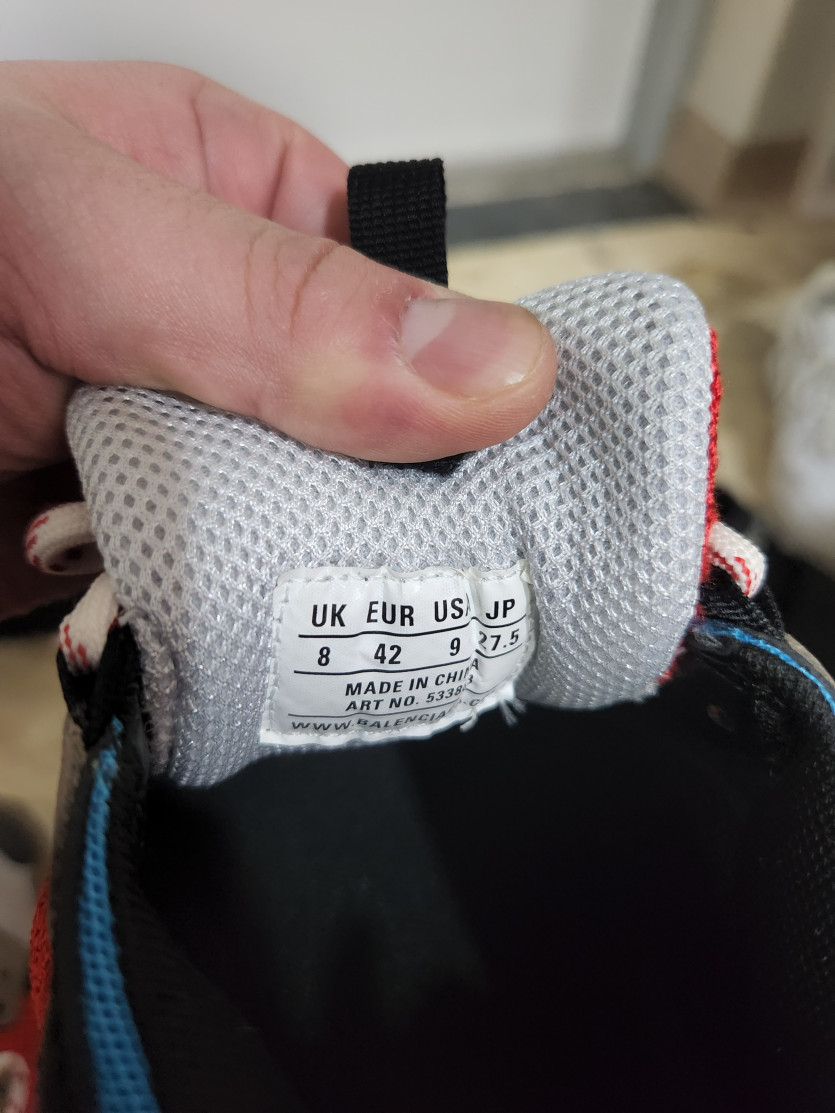 UK EUR USA JP
8 42 9 27.5
MADE IN CHINA
ART NO.